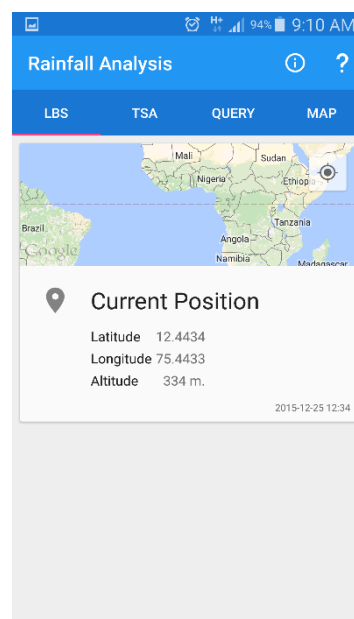 H+ 94% 9:10 AM
Rainfall Analysis
LBS TSA QUERY MAP
Mali Sudan
Nigeria Ethiopia
Brazil Tanzania
Angola
Google Namibia Madagascar
Current Position
Latitude 12.4434
Longitude 75.4433
Altitude 334 m.
2015-12-25 12:34